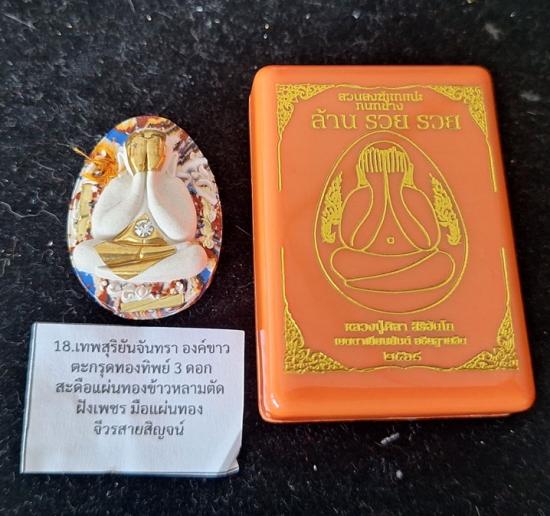 ล้าน รวย รวย
หลวงปู่ศิลา สิริจันโท
๒๕๖๔
18.เทพสุริยันจันทรา องค์ขาว
ตะกรุดทองทิพย์ 3 ดอก
สะดือแผ่นทองข้าวหลามตัด
ฝังเพชร มือแผ่นทอง
จีวรสายสิญจน์